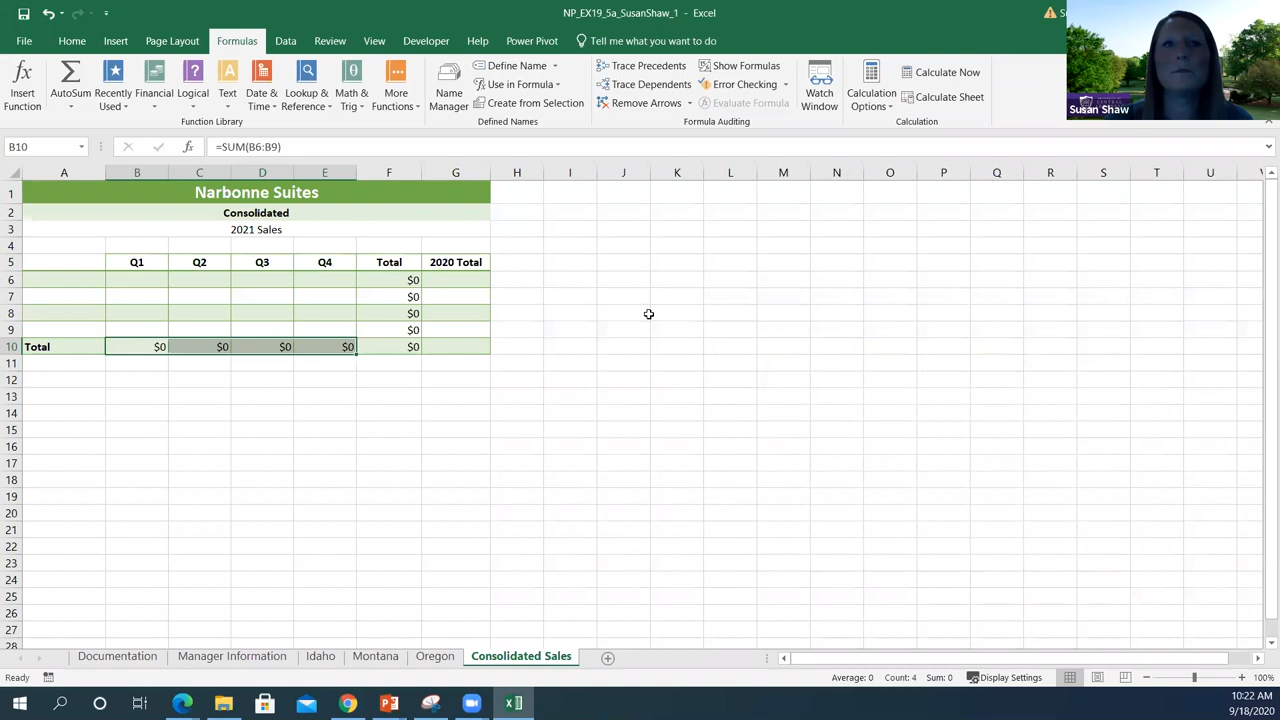 NP_EX19_5a_SusanShaw_1 - Excel
File Home Insert Page Layout Formulas Data Review View Developer Help Power Pivot Tell me what you want to do
Susan Shaw
Insert Function
AutoSum
Recently Used
Financial
Logical
Text
Date & Time
Lookup & Reference
Math & Trig
More Functions
Function Library
Name Manager
Define Name
Use in Formula
Create from Selection
Defined Names
Trace Precedents
Trace Dependents
Remove Arrows
Show Formulas
Error Checking
Evaluate Formula
Formula Auditing
Watch Window
Calculation Options
Calculate Now
Calculate Sheet
Calculation
B10 fx =SUM(B6:B9)
A B C D E F G H I J K L M N O P Q R S T U
1 Narbonne Suites
2 Consolidated
3 2021 Sales
4
5 Q1 Q2 Q3 Q4 Total 2020 Total
6 $0
7 $0
8 $0
9 $0
10 Total $0 $0 $0 $0 $0
11
12
13
14
15
16
17
18
19
20
21
22
23
24
25
26
27
28
Documentation Manager Information Idaho Montana Oregon Consolidated Sales
Ready Average: 0 Count: 4 Sum: 0 Display Settings 100%
10:22 AM
9/18/2020